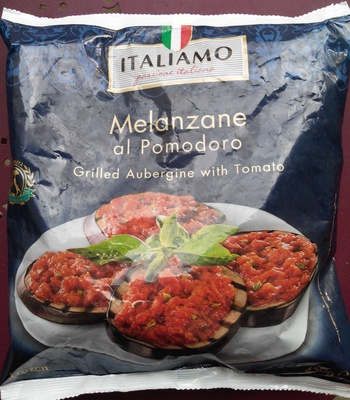 ITALIAMO
passione italiana
Melanzane
al Pomodoro
Grilled Aubergine with Tomato